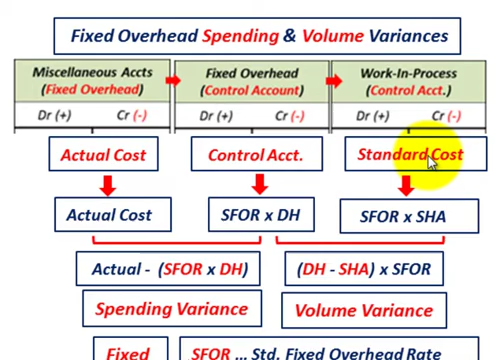 Fixed Overhead Spending & Volume Variances
Miscellaneous Accts
(Fixed Overhead)
Fixed Overhead
(Control Account)
Work-In-Process
(Control Acct.)
Dr (+) Cr (-) Dr (+) Cr (-) Dr (+) Cr (-)
Actual Cost Control Acct. Standard Cost
Actual Cost SFOR x DH SFOR x SHA
Actual - (SFOR x DH) (DH - SHA) x SFOR
Spending Variance Volume Variance
Fixed SFOR ... Std. Fixed Overhead Rate